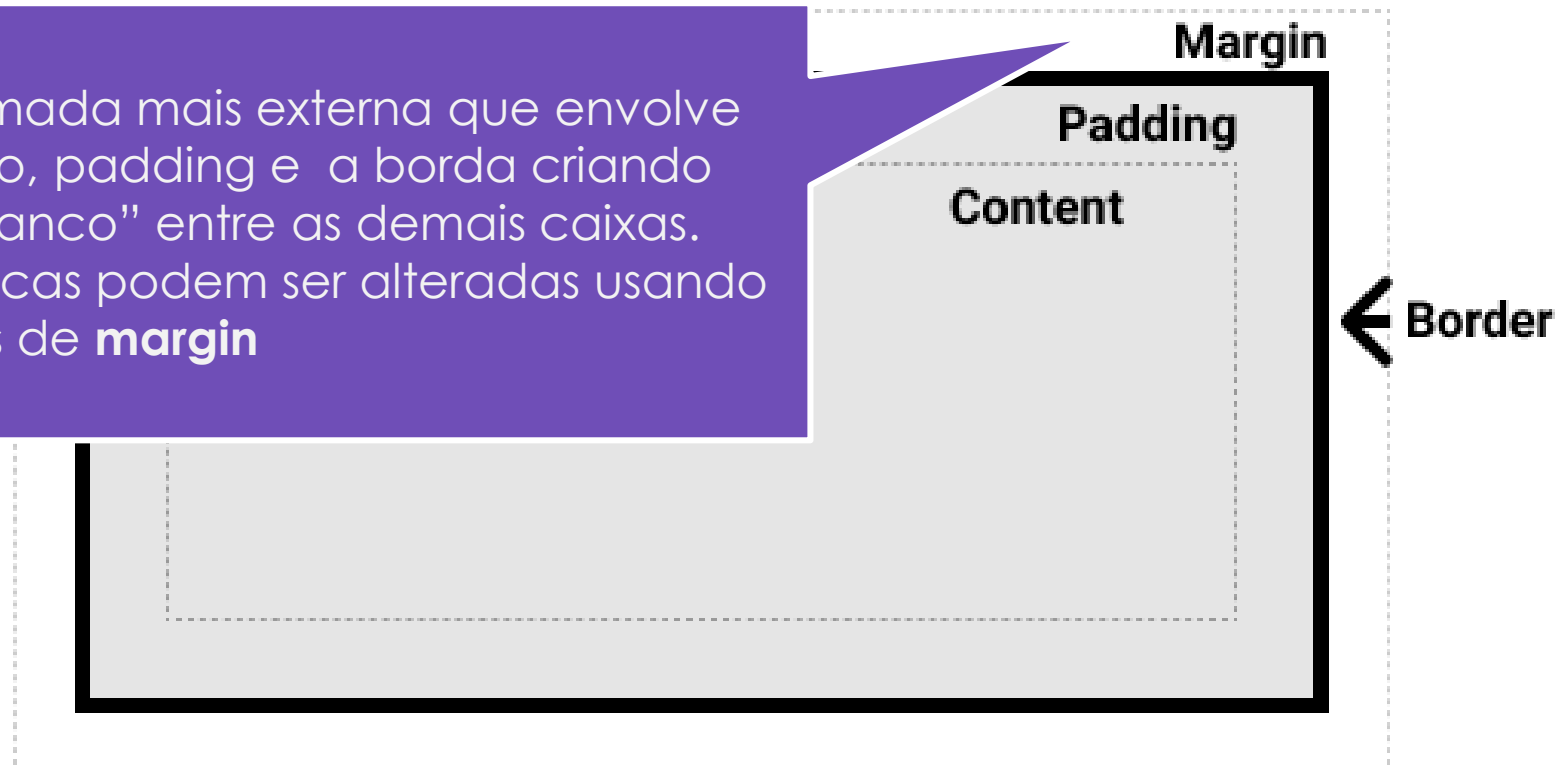 Margin
mada mais externa que envolve
o, padding e a borda criando
anco” entre as demais caixas.
cas podem ser alteradas usando
s de margin
Padding
Content
Border